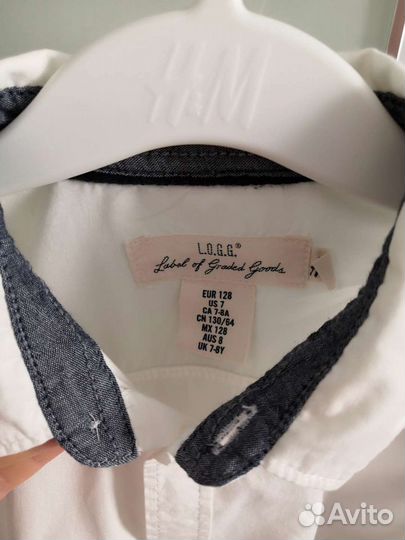 H&M
L.O.G.G.®
Label of Graded Goods
EUR 128
US 7
CA 7-8A
CN 130/64
MX 128
AUS 8
UK 7-8Y
Avito